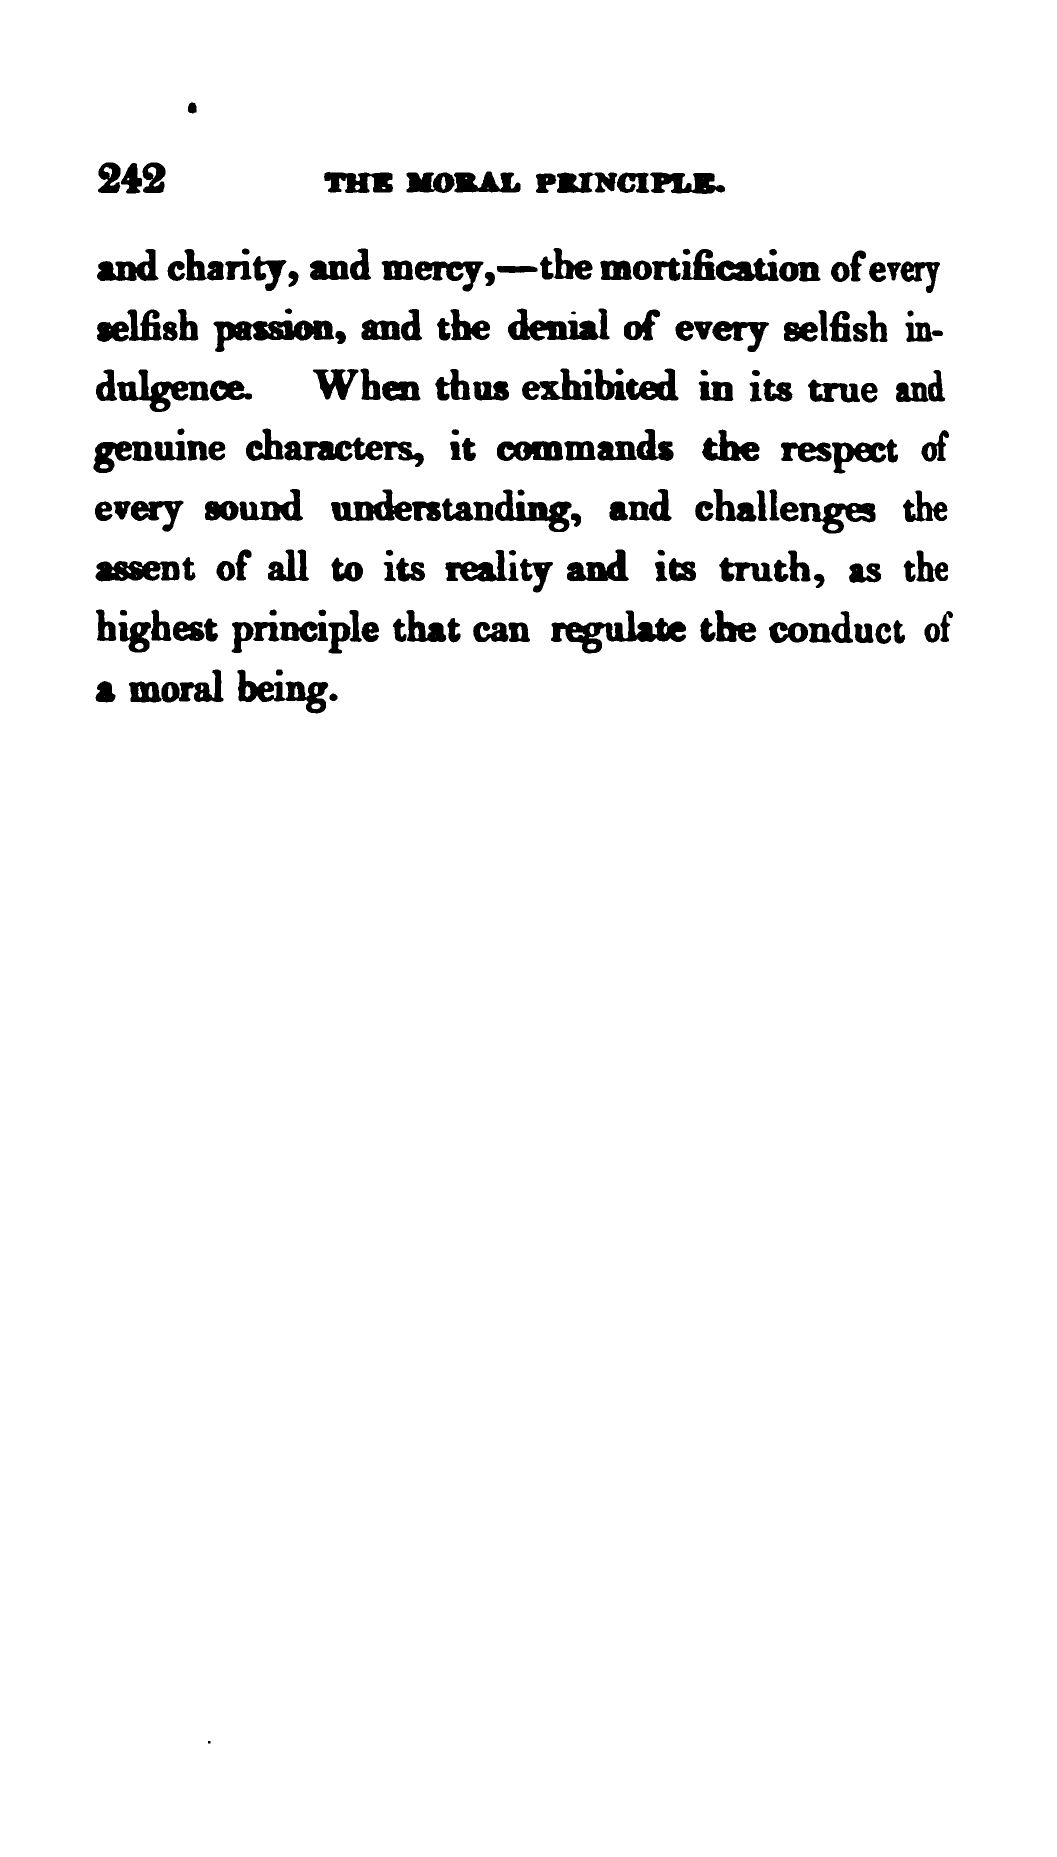 242 THE MORAL PRINCIPLE.
and charity, and mercy,—the mortification of every
selfish passion, and the denial of every selfish in-
dulgence. When thus exhibited in its true and
genuine characters, it commands the respect of
every sound understanding, and challenges the
assent of all to its reality and its truth, as the
highest principle that can regulate the conduct of
a moral being.